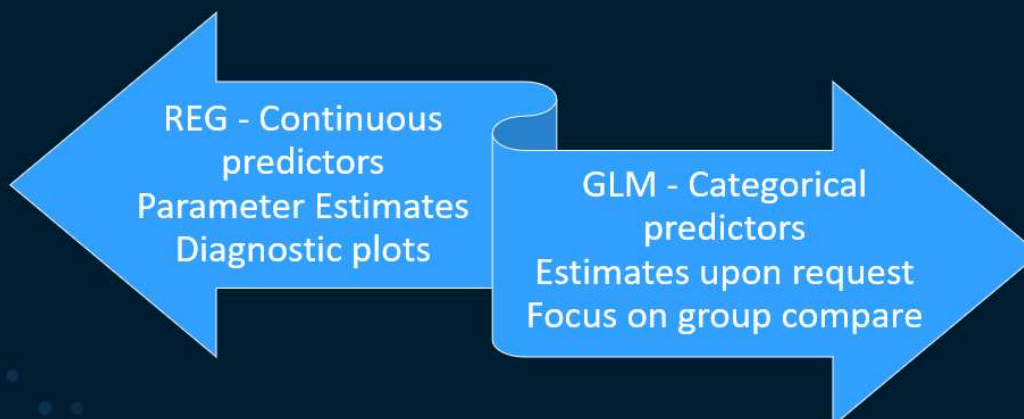 REG - Continuous
predictors
Parameter Estimates
Diagnostic plots
GLM - Categorical
predictors
Estimates upon request
Focus on group compare